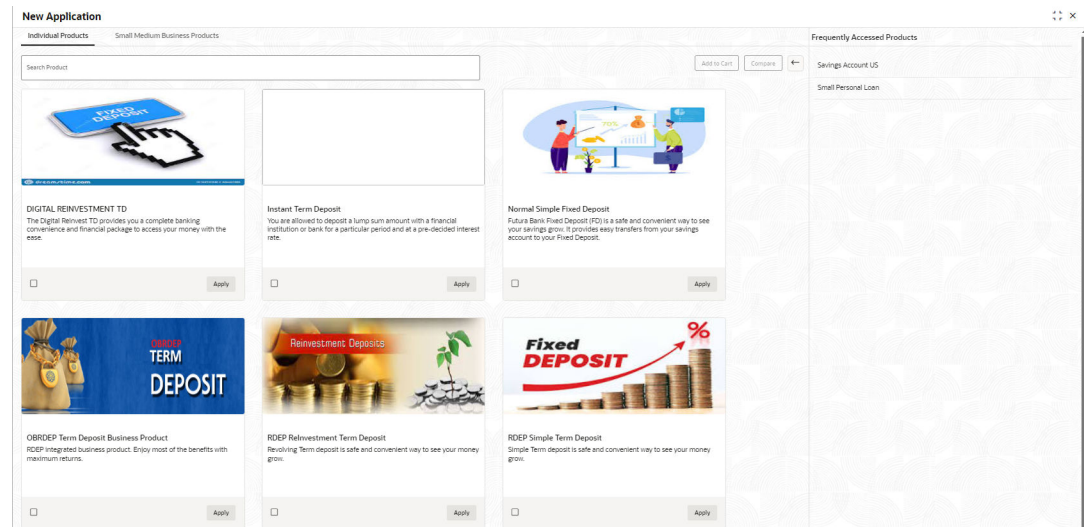 New Application
Individual Products
Small Medium Business Products
Search Product
Add to Cart
Compare
Frequently Accessed Products
Savings Account US
Small Personal Loan
FIXED
DEPOSIT
70%
$
DIGITAL REINVESTMENT TD
The Digital Reinvest TD provides you a complete banking
convenience and financial package to access your money with the
ease.
Apply
Instant Term Deposit
You are allowed to deposit a lump sum amount with a financial
institution or bank for a particular period and at a pre-decided interest
rate.
Apply
Normal Simple Fixed Deposit
Futura Bank Fixed Deposit (FD) is a safe and convenient way to see
your savings grow. It provides easy transfers from your savings
account to your Fixed Deposit.
Apply
OBRDEP
TERM
DEPOSIT
OBRDEP Term Deposit Business Product
RDEP integrated business product. Enjoy most of the benefits with
maximum returns.
Apply
Reinvestment Deposits
RDEP ReInvestment Term Deposit
Revolving Term deposit is safe and convenient way to see your money
grow.
Apply
%
Fixed
DEPOSIT
RDEP Simple Term Deposit
Simple Term deposit is safe and convenient way to see your money
grow.
Apply